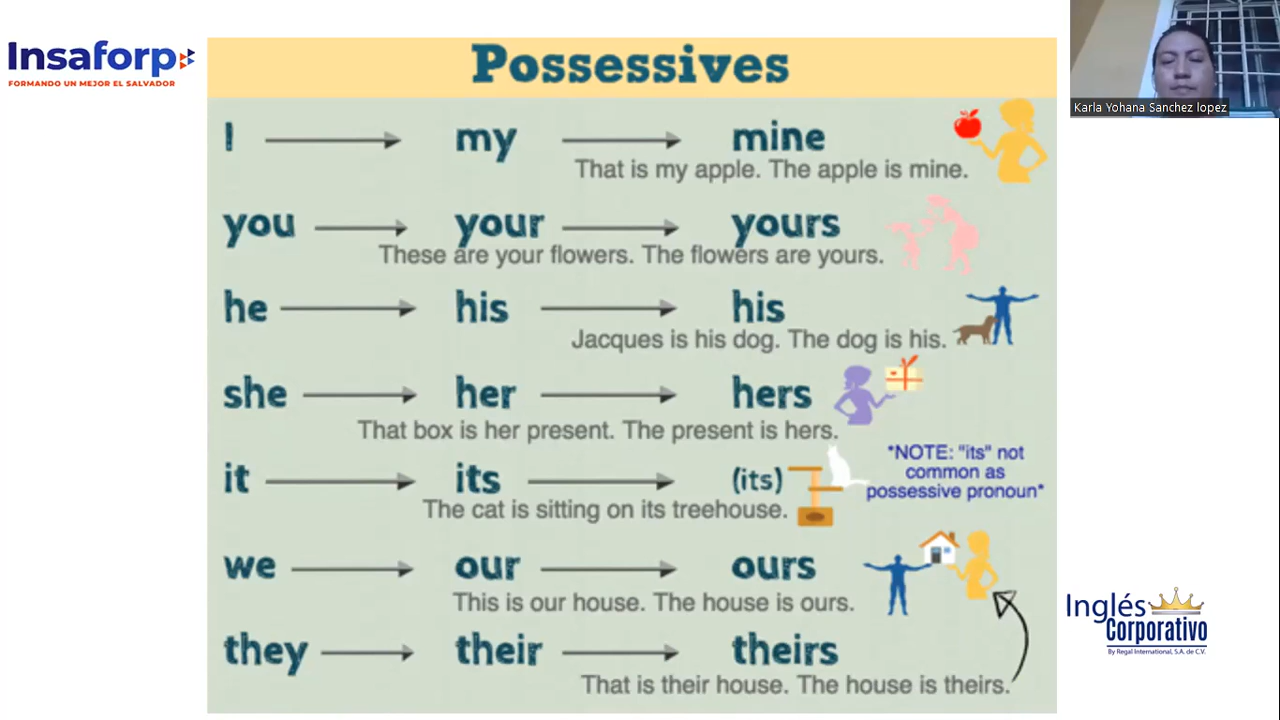 Insaforp
FORMANDO UN MEJOR EL SALVADOR
Possessives
Karla Yohana Sanchez lopez
I my mine
That is my apple. The apple is mine.
you your yours
These are your flowers. The flowers are yours.
he his his
Jacques is his dog. The dog is his.
she her hers
That box is her present. The present is hers.
it its (its)
*NOTE: "its" not
common as
possessive pronoun*
The cat is sitting on its treehouse.
we our ours
This is our house. The house is ours.
they their theirs
That is their house. The house is theirs.
Inglés
Corporativo
By Regal International, S.A. de C.V.